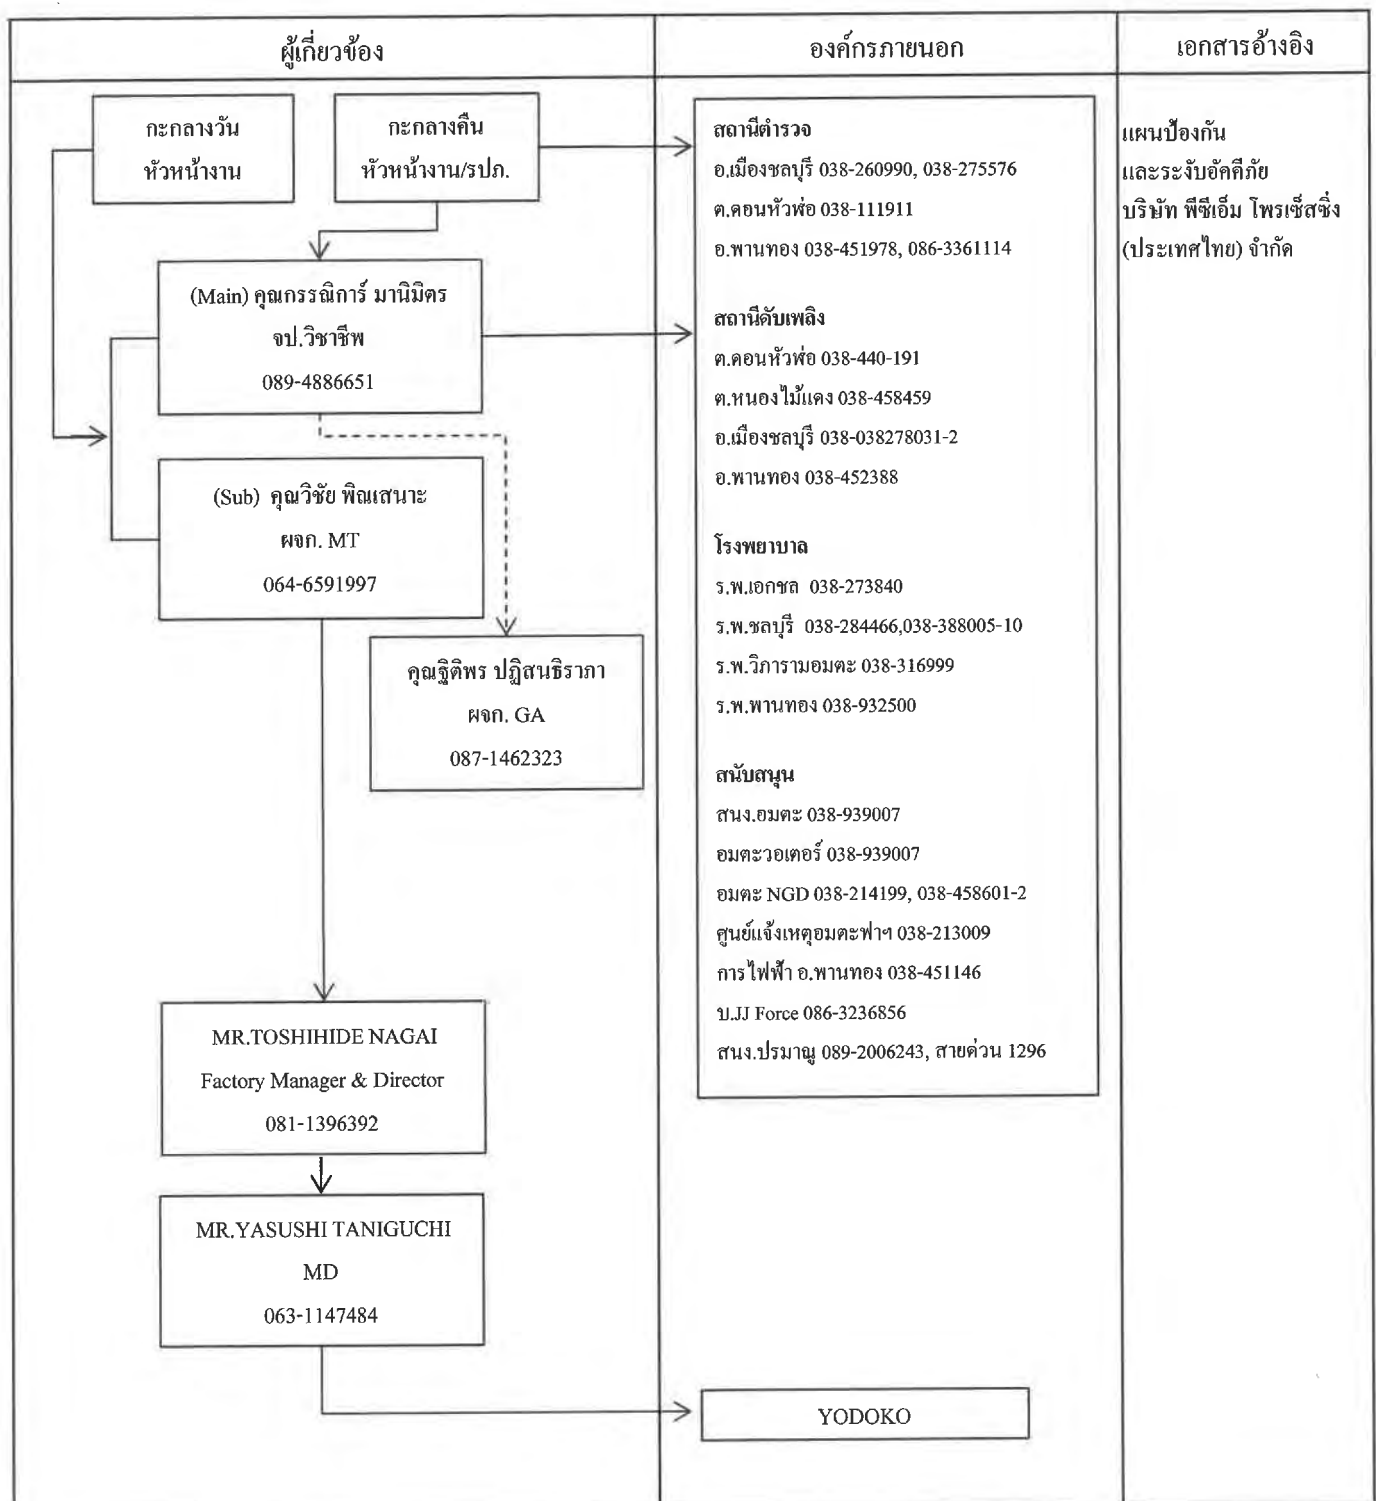 ผู้เกี่ยวข้อง
องค์กรภายนอก
เอกสารอ้างอิง
กะกลางวัน
หัวหน้างาน
กะกลางคืน
หัวหน้างาน/รปภ.
(Main) คุณกรรณิการ์ มานิมิตร
จป.วิชาชีพ
089-4886651
(Sub) คุณวิชัย พิณเสนาะ
ผจก. MT
064-6591997
คุณฐิติพร ปฏิสนธิราภา
ผจก. GA
087-1462323
MR.TOSHIHIDE NAGAI
Factory Manager & Director
081-1396392
MR.YASUSHI TANIGUCHI
MD
063-1147484
สถานีตำรวจ
อ.เมืองชลบุรี 038-260990, 038-275576
ต.ดอนหัวฬ่อ 038-111911
อ.พานทอง 038-451978, 086-3361114
สถานีดับเพลิง
ต.ดอนหัวฬ่อ 038-440-191
ต.หนองไม้แดง 038-458459
อ.เมืองชลบุรี 038-038278031-2
อ.พานทอง 038-452388
โรงพยาบาล
ร.พ.เอกชล 038-273840
ร.พ.ชลบุรี 038-284466,038-388005-10
ร.พ.วิภารามอมตะ 038-316999
ร.พ.พานทอง 038-932500
สนับสนุน
สนง.อมตะ 038-939007
อมตะวอเตอร์ 038-939007
อมตะ NGD 038-214199, 038-458601-2
ศูนย์แจ้งเหตุอมตะฟาฯ 038-213009
การไฟฟ้า อ.พานทอง 038-451146
บ.JJ Force 086-3236856
สนง.ปรมาณู 089-2006243, สายด่วน 1296
YODOKO
แผนป้องกัน
และระงับอัคคีภัย
บริษัท พีซีเอ็ม โพรเซ็สซิ่ง
(ประเทศไทย) จำกัด